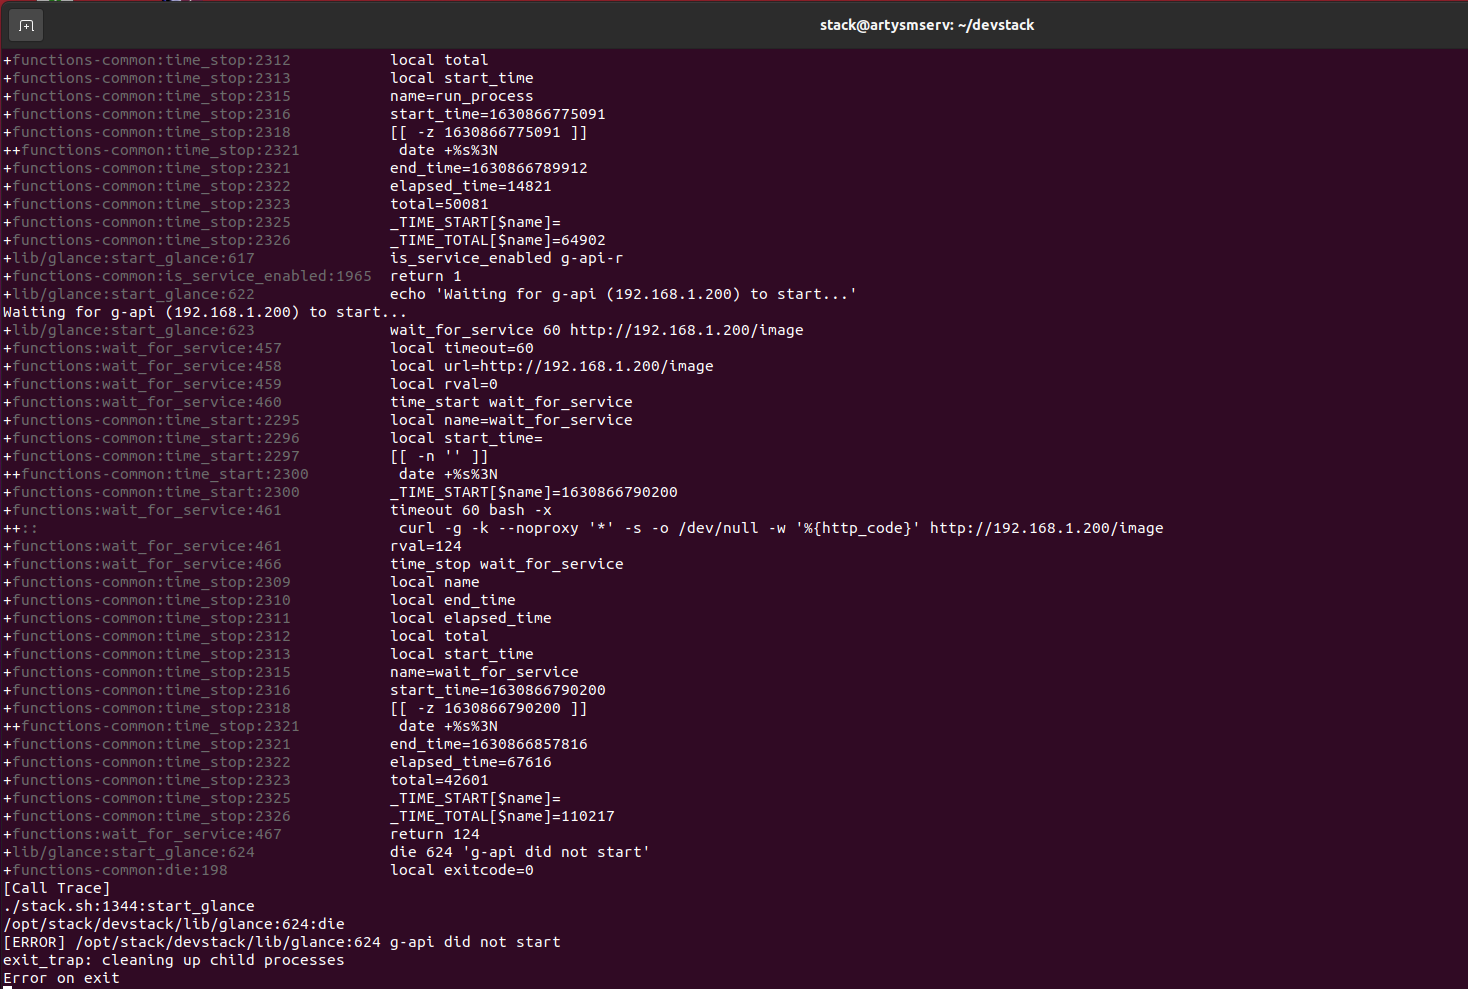 stack@artysmserv: ~/devstack
+functions-common:time_stop:2312 local total
+functions-common:time_stop:2313 local start_time
+functions-common:time_stop:2315 name=run_process
+functions-common:time_stop:2316 start_time=1630866775091
+functions-common:time_stop:2318 [[ -z 1630866775091 ]]
++functions-common:time_stop:2321 date +%s%3N
+functions-common:time_stop:2321 end_time=1630866789912
+functions-common:time_stop:2322 elapsed_time=14821
+functions-common:time_stop:2323 total=50081
+functions-common:time_stop:2325 _TIME_START[$name]=
+functions-common:time_stop:2326 _TIME_TOTAL[$name]=64902
+lib/glance:start_glance:617 is_service_enabled g-api-r
+functions-common:is_service_enabled:1965 return 1
+lib/glance:start_glance:622 echo 'Waiting for g-api (192.168.1.200) to start...'
Waiting for g-api (192.168.1.200) to start...
+lib/glance:start_glance:623 wait_for_service 60 http://192.168.1.200/image
+functions:wait_for_service:457 local timeout=60
+functions:wait_for_service:458 local url=http://192.168.1.200/image
+functions:wait_for_service:459 local rval=0
+functions:wait_for_service:460 time_start wait_for_service
+functions-common:time_start:2295 local name=wait_for_service
+functions-common:time_start:2296 local start_time=
+functions-common:time_start:2297 [[ -n '' ]]
++functions-common:time_start:2300 date +%s%3N
+functions-common:time_start:2300 _TIME_START[$name]=1630866790200
+functions:wait_for_service:461 timeout 60 bash -x
++:: curl -g -k --noproxy '*' -s -o /dev/null -w '%{http_code}' http://192.168.1.200/image
+functions:wait_for_service:461 rval=124
+functions:wait_for_service:466 time_stop wait_for_service
+functions-common:time_stop:2309 local name
+functions-common:time_stop:2310 local end_time
+functions-common:time_stop:2311 local elapsed_time
+functions-common:time_stop:2312 local total
+functions-common:time_stop:2313 local start_time
+functions-common:time_stop:2315 name=wait_for_service
+functions-common:time_stop:2316 start_time=1630866790200
+functions-common:time_stop:2318 [[ -z 1630866790200 ]]
++functions-common:time_stop:2321 date +%s%3N
+functions-common:time_stop:2321 end_time=1630866857816
+functions-common:time_stop:2322 elapsed_time=67616
+functions-common:time_stop:2323 total=42601
+functions-common:time_stop:2325 _TIME_START[$name]=
+functions-common:time_stop:2326 _TIME_TOTAL[$name]=110217
+functions:wait_for_service:467 return 124
+lib/glance:start_glance:624 die 624 'g-api did not start'
+functions-common:die:198 local exitcode=0
[Call Trace]
./stack.sh:1344:start_glance
/opt/stack/devstack/lib/glance:624:die
[ERROR] /opt/stack/devstack/lib/glance:624 g-api did not start
exit_trap: cleaning up child processes
Error on exit